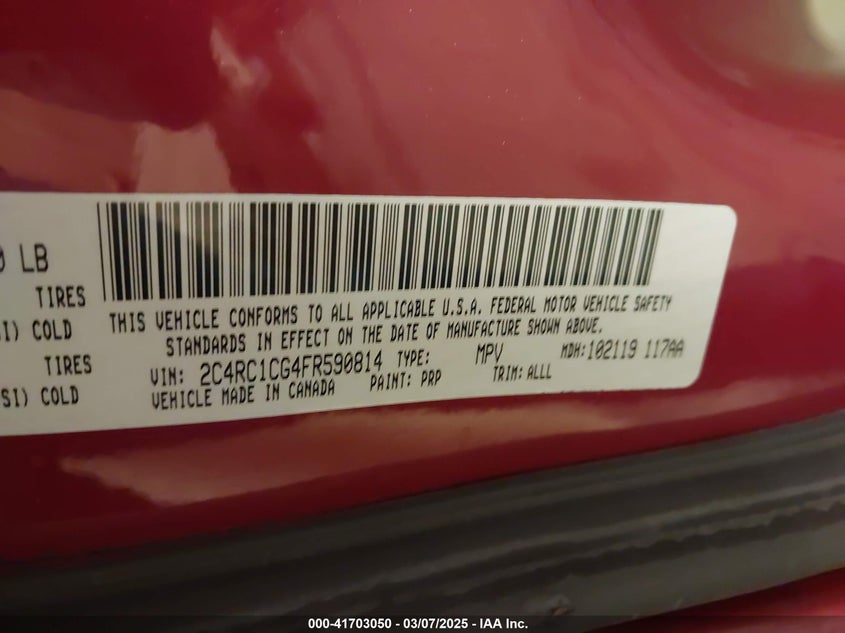 0 LB
TIRES
SI) COLD
TIRES
SI) COLD
THIS VEHICLE CONFORMS TO ALL APPLICABLE U.S.A. FEDERAL MOTOR VEHICLE SAFETY
STANDARDS IN EFFECT ON THE DATE OF MANUFACTURE SHOWN ABOVE.
VIN: 2C4RC1CG4FR590814 TYPE: MPV MDH:102119 117AA
VEHICLE MADE IN CANADA PAINT: PRP TRIM: ALLL
000-41703050 — 03/07/2025 — IAA Inc.